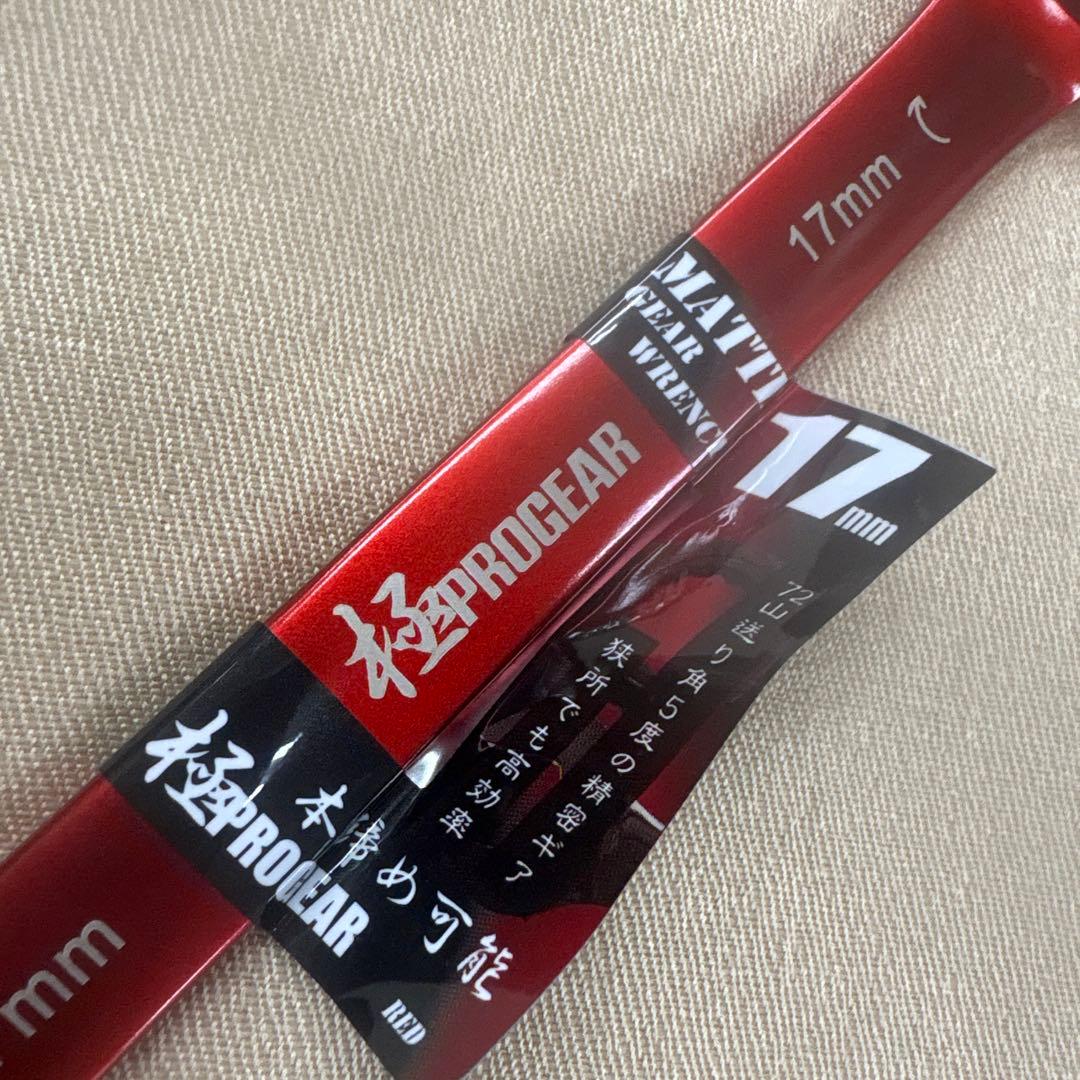 17mm
MATT
GEAR
WRENC
17mm
極PROGEAR
72山送り角5度の精密ギア
狭所でも高効率
極PROGEAR
本締め可能
RED
mm